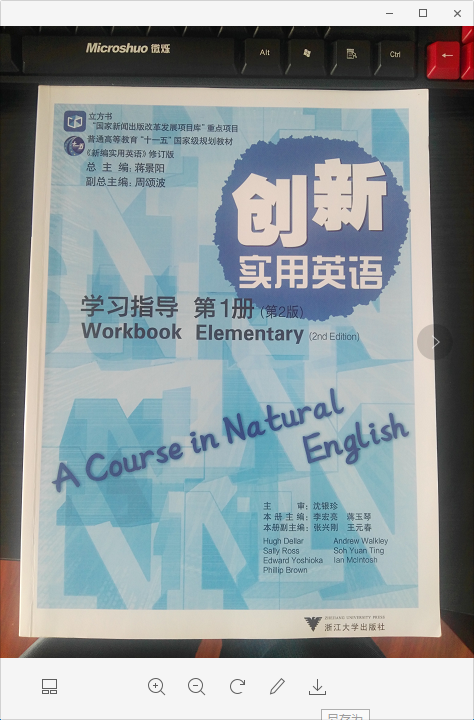 Microshuo 微烁
Alt
Ctrl
立方书
"国家新闻出版改革发展项目库"重点项目
普通高等教育"十一五"国家级规划教材
《新编实用英语》修订版
总 主 编:蒋景阳
副总主编:周颂波
创新
实用英语
学习指导 第1册(第2版)
Workbook Elementary (2nd Edition)
A Course in Natural
English
主 审:沈银珍
本 册 主 编:李宏亮 蒋玉琴
本册副主编:张兴刚 王元春
Hugh Dellar Andrew Walkley
Sally Ross Soh Yuan Ting
Edward Yoshioka Ian McIntosh
Phillip Brown
ZHEJIANG UNIVERSITY PRESS
浙江大学出版社
另存为